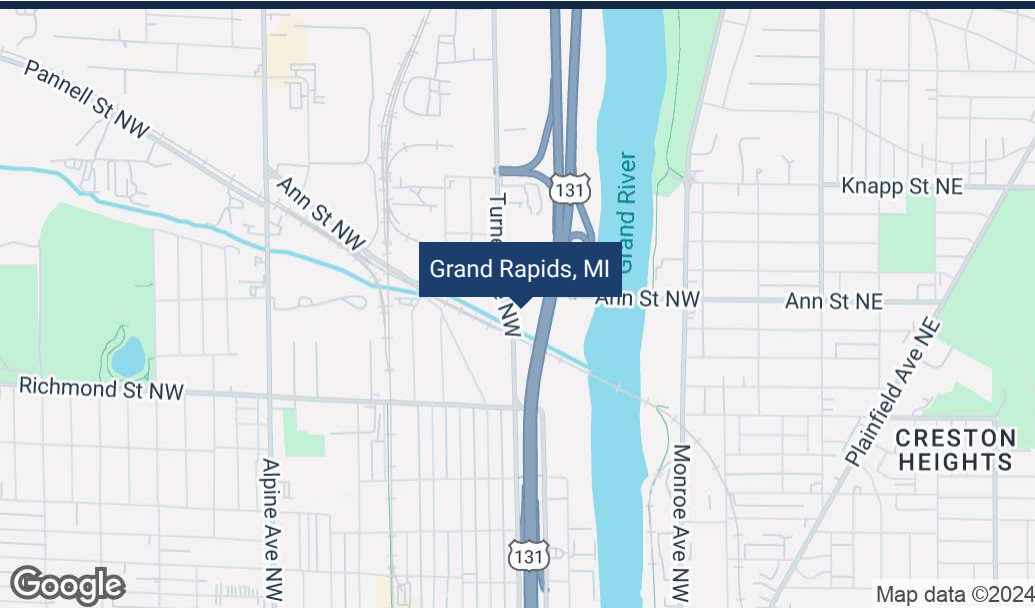 Pannell St NW
131
Knapp St NE
Ann St NW
Grand River
Grand Rapids, MI
Ann St NW
Ann St NE
NW
Plainfield Ave NE
Richmond St NW
CRESTON
HEIGHTS
Alpine Ave NW
Monroe Ave NW
131
Google
Map data ©2024